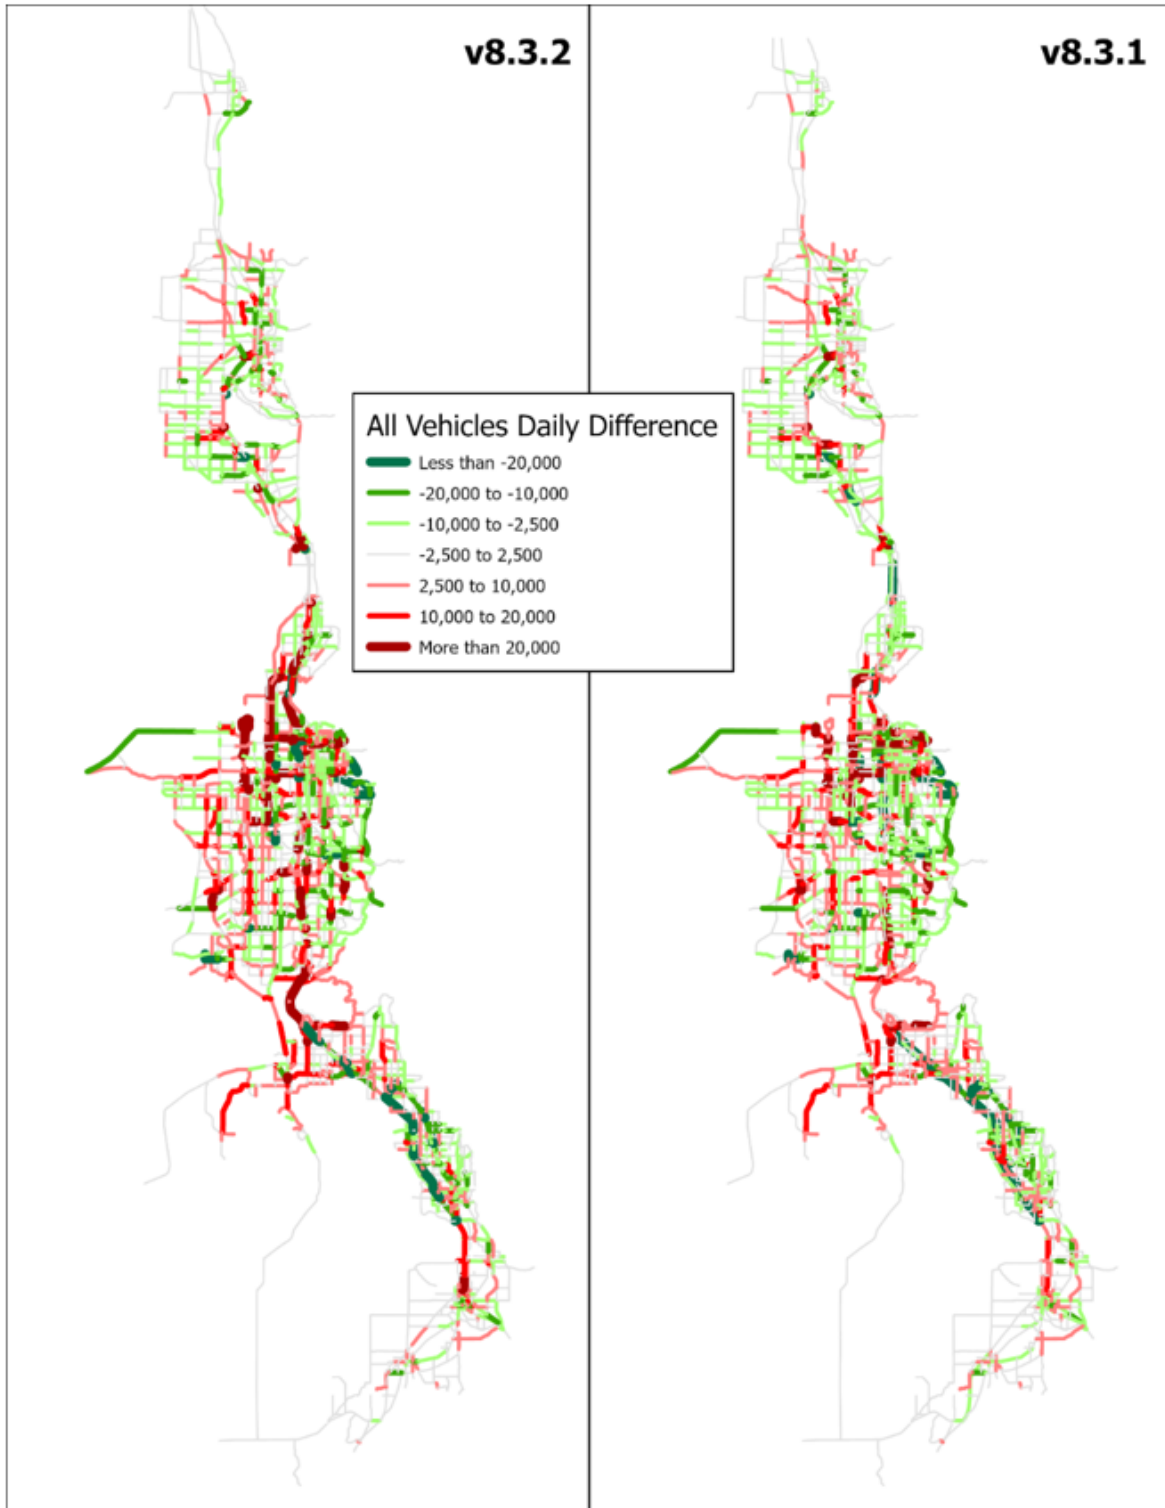 v8.3.2
v8.3.1
All Vehicles Daily Difference
Less than -20,000
-20,000 to -10,000
-10,000 to -2,500
-2,500 to 2,500
2,500 to 10,000
10,000 to 20,000
More than 20,000